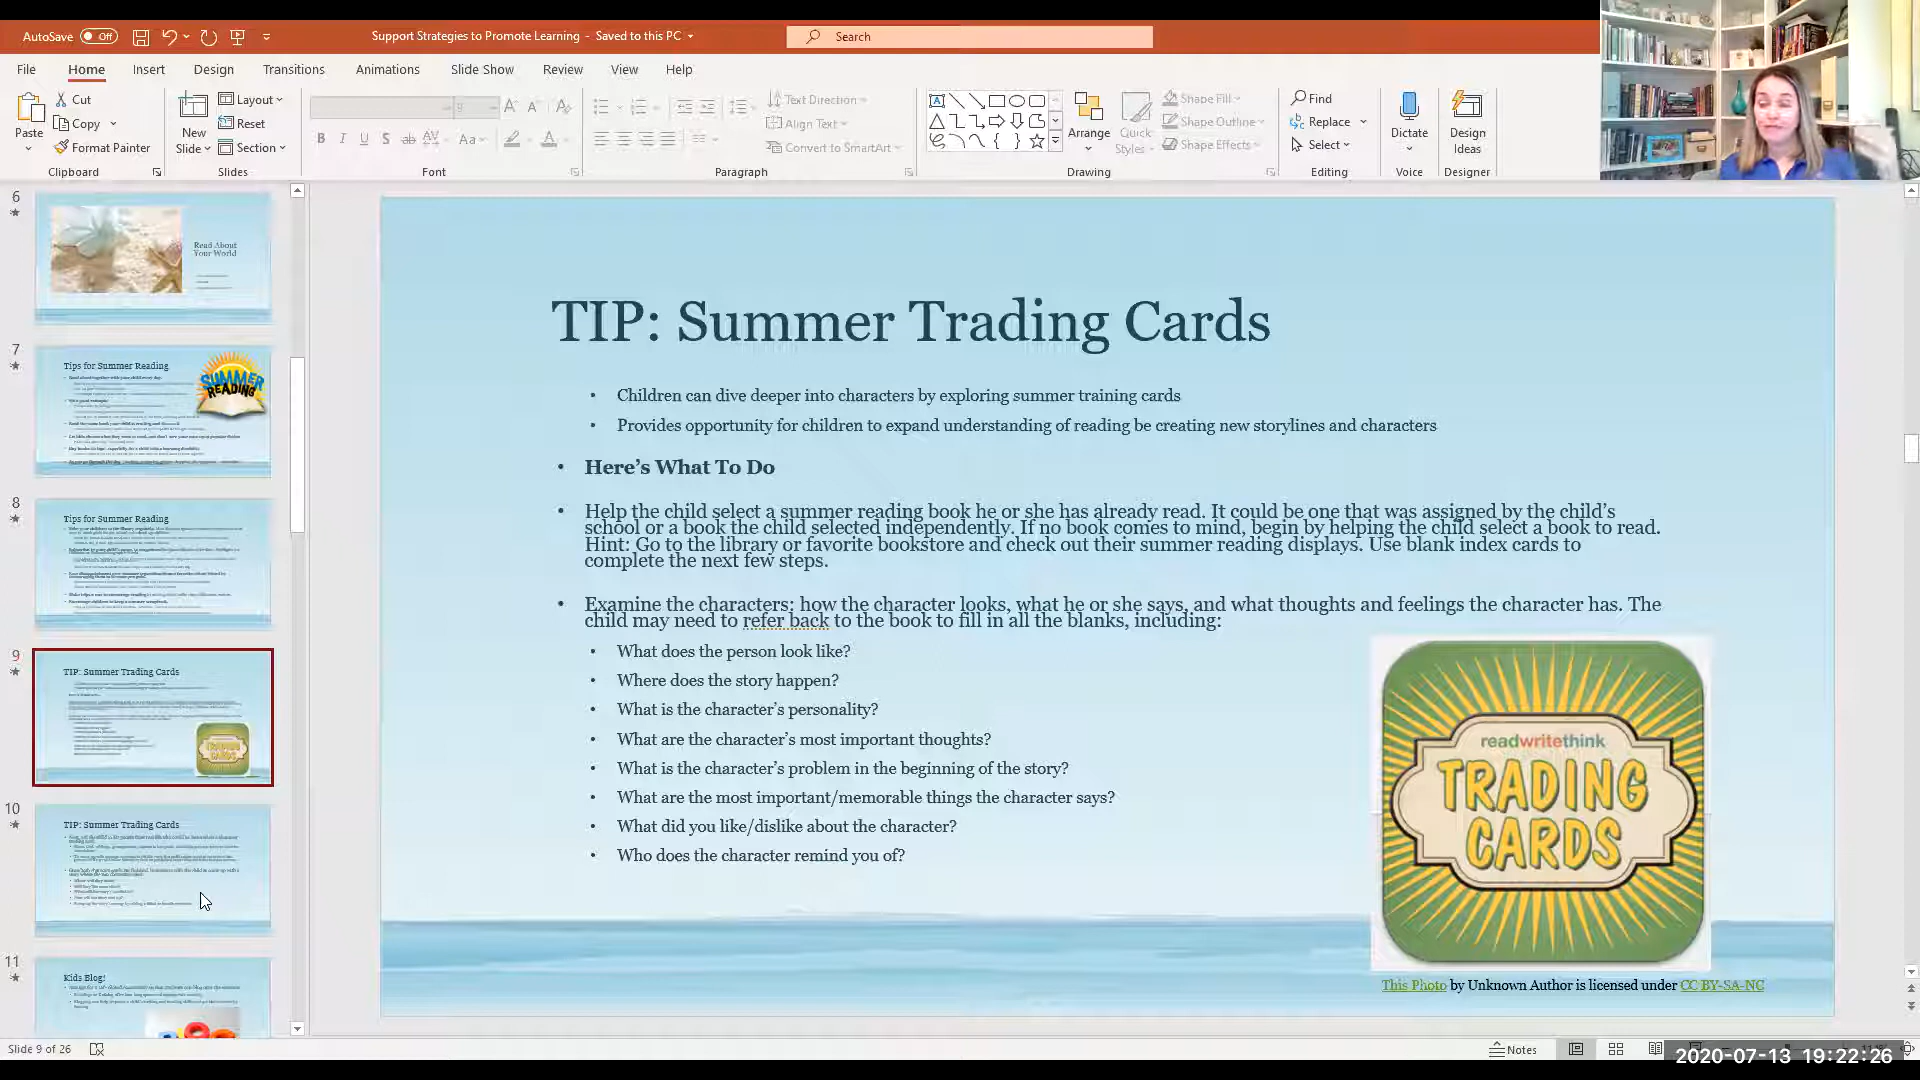 AutoSave Off
Support Strategies to Promote Learning - Saved to this PC
Search
File Home Insert Design Transitions Animations Slide Show Review View Help
Paste
Cut
Copy
Format Painter
Clipboard
New Slide
Layout
Reset
Section
Slides
Font
Text Direction
Align Text
Convert to SmartArt
Paragraph
Arrange
Quick Styles
Shape Fill
Shape Outline
Shape Effects
Drawing
Find
Replace
Select
Editing
Dictate
Voice
Design Ideas
Designer
6
Read About
Your World
7
Tips for Summer Reading
SUMMER
READING
8
Tips for Summer Reading
9
TIP: Summer Trading Cards
TRADING
CARDS
10
TIP: Summer Trading Cards
11
Kids Blog!
TIP: Summer Trading Cards
• Children can dive deeper into characters by exploring summer training cards
• Provides opportunity for children to expand understanding of reading be creating new storylines and characters
• Here's What To Do
• Help the child select a summer reading book he or she has already read. It could be one that was assigned by the child's
school or a book the child selected independently. If no book comes to mind, begin by helping the child select a book to read.
Hint: Go to the library or favorite bookstore and check out their summer reading displays. Use blank index cards to
complete the next few steps.
• Examine the characters: how the character looks, what he or she says, and what thoughts and feelings the character has. The
child may need to refer back to the book to fill in all the blanks, including:
• What does the person look like?
• Where does the story happen?
• What is the character's personality?
• What are the character's most important thoughts?
• What is the character's problem in the beginning of the story?
• What are the most important/memorable things the character says?
• What did you like/dislike about the character?
• Who does the character remind you of?
readwritethink
TRADING
CARDS
This Photo by Unknown Author is licensed under CC BY-SA-NC
Slide 9 of 26
Notes
2020-07-13 19:22:26